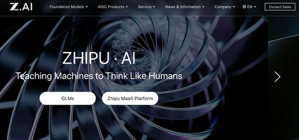 Z.AI
Foundation Models
AIGC Products
Service
News & Information
Company
EN
Contact Sales
ZHIPU · AI
Teaching Machines to Think Like Humans
GLMs
Zhipu MaaS Platform